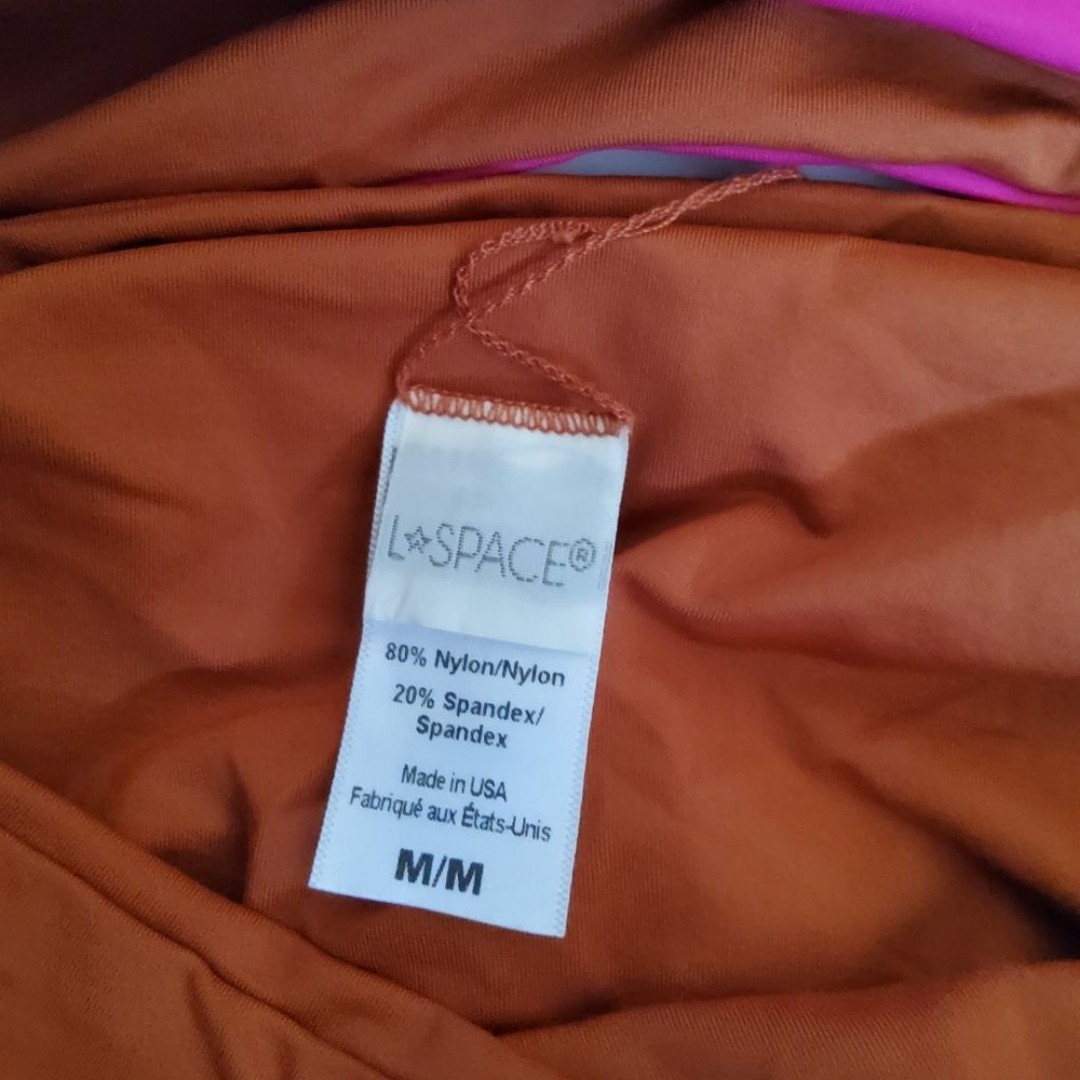 L☆SPACE®
80% Nylon/Nylon
20% Spandex/
Spandex
Made in USA
Fabriqué aux États-Unis
M/M